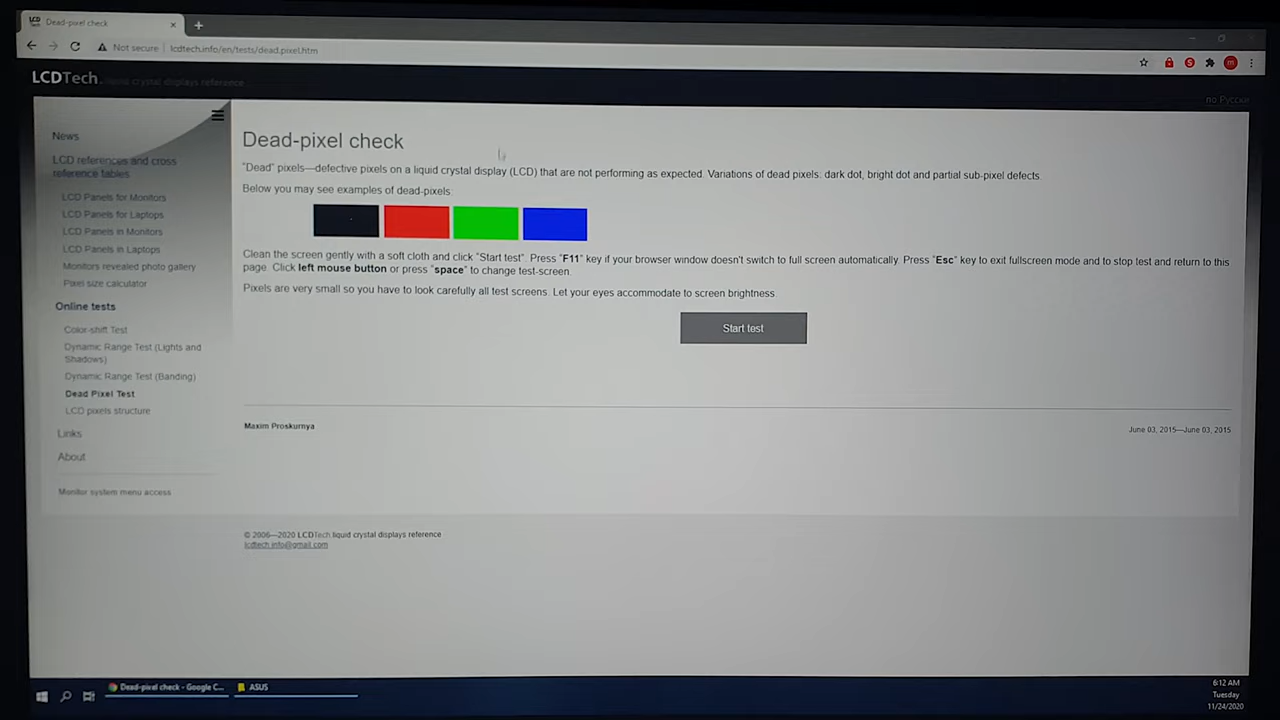 LCD Tech
Dead-pixel check
Not secure
lcdtech.info/en/tests/dead.pixel.htm
m
LCDTech. liquid crystal displays reference
по Русски
News
LCD references and cross
reference tables
LCD Panels for Monitors
LCD Panels for Laptops
LCD Panels in Monitors
LCD Panels in Laptops
Monitors revealed photo gallery
Pixel size calculator
Online tests
Color-shift Test
Dynamic Range Test (Lights and
Shadows)
Dynamic Range Test (Banding)
Dead Pixel Test
LCD pixels structure
Links
About
Monitor system menu access
Dead-pixel check
"Dead" pixels—defective pixels on a liquid crystal display (LCD) that are not performing as expected. Variations of dead pixels: dark dot, bright dot and partial sub-pixel defects.
Below you may see examples of dead-pixels:
Clean the screen gently with a soft cloth and click "Start test". Press "F11" key if your browser window doesn't switch to full screen automatically. Press "Esc" key to exit fullscreen mode and to stop test and return to this
page. Click left mouse button or press "space" to change test-screen.
Pixels are very small so you have to look carefully all test screens. Let your eyes accommodate to screen brightness.
Start test
Maxim Proskurnya
June 03, 2015—June 03, 2015
© 2006—2020 LCDTech liquid crystal displays reference
lcdtech.info@gmail.com
Dead-pixel check - Google C...
ASUS
6:12 AM
Tuesday
11/24/2020